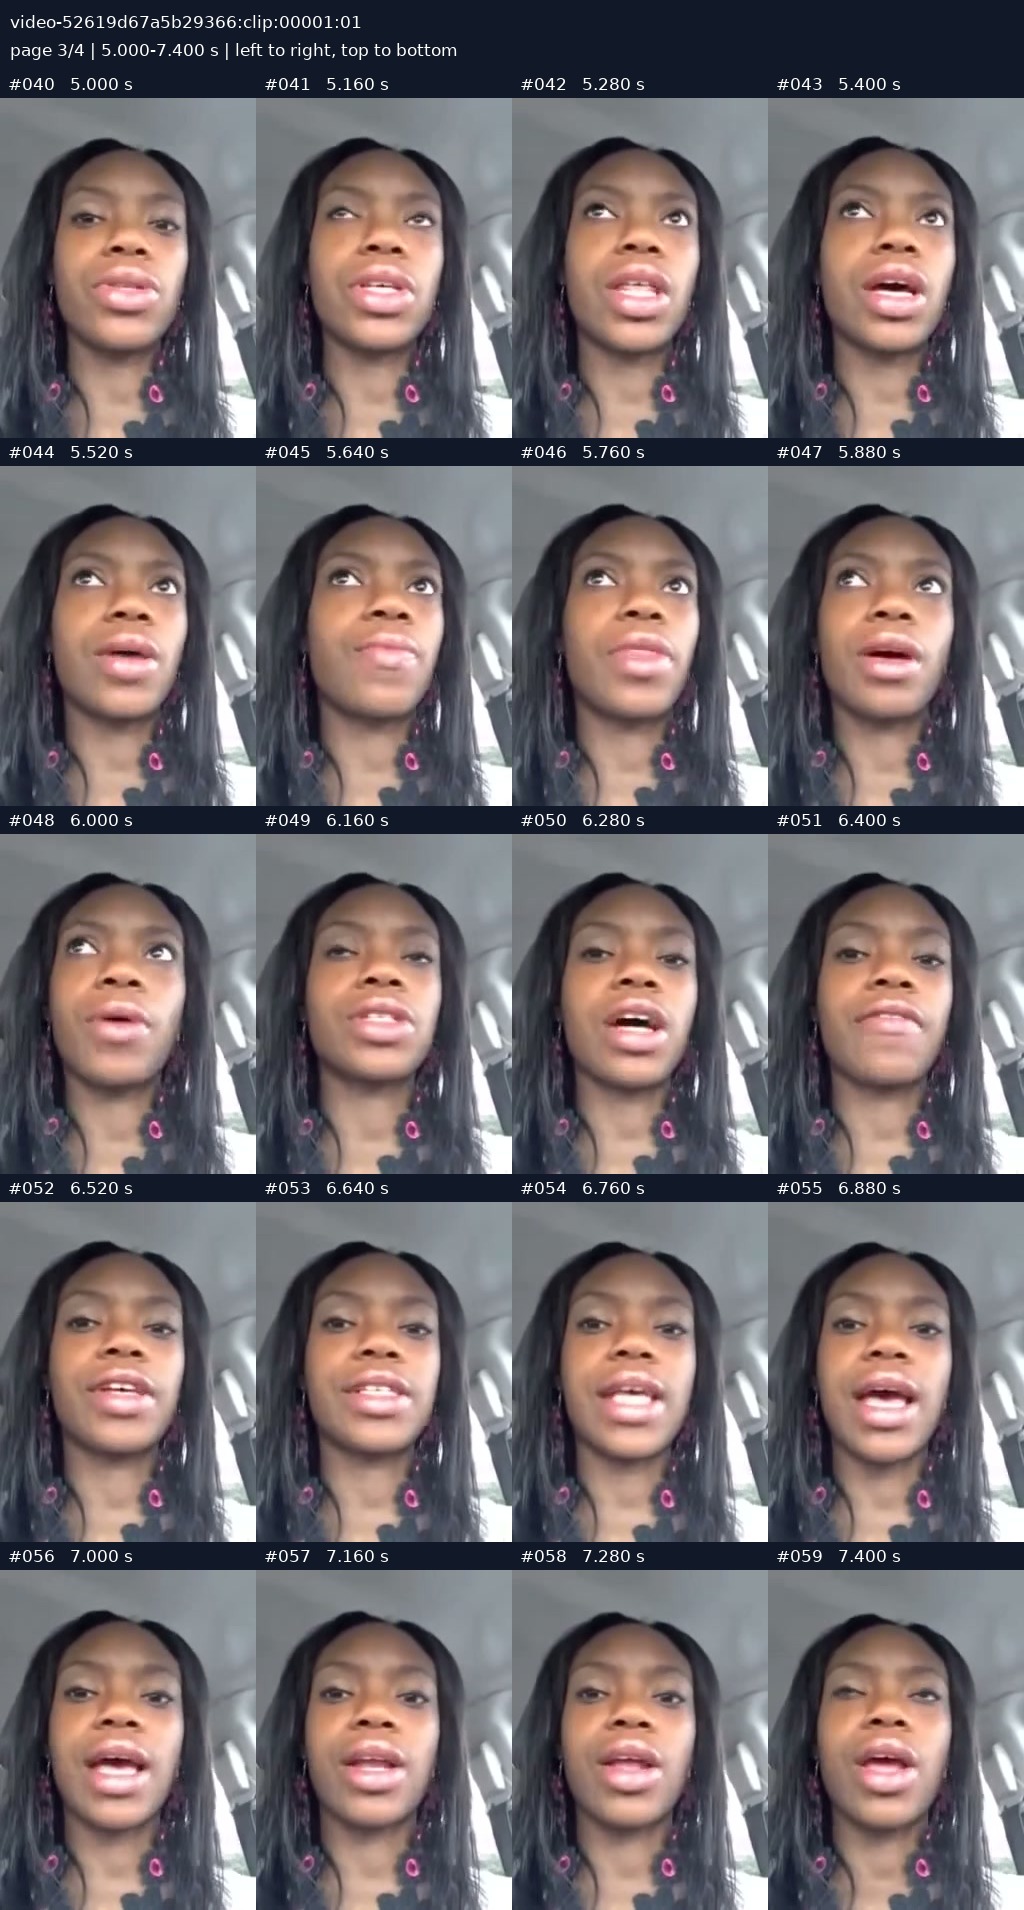 video-52619d67a5b29366:clip:00001:01
page 3/4 | 5.000-7.400 s | left to right, top to bottom
#040 5.000 s
#041 5.160 s
#042 5.280 s
#043 5.400 s
#044 5.520 s
#045 5.640 s
#046 5.760 s
#047 5.880 s
#048 6.000 s
#049 6.160 s
#050 6.280 s
#051 6.400 s
#052 6.520 s
#053 6.640 s
#054 6.760 s
#055 6.880 s
#056 7.000 s
#057 7.160 s
#058 7.280 s
#059 7.400 s